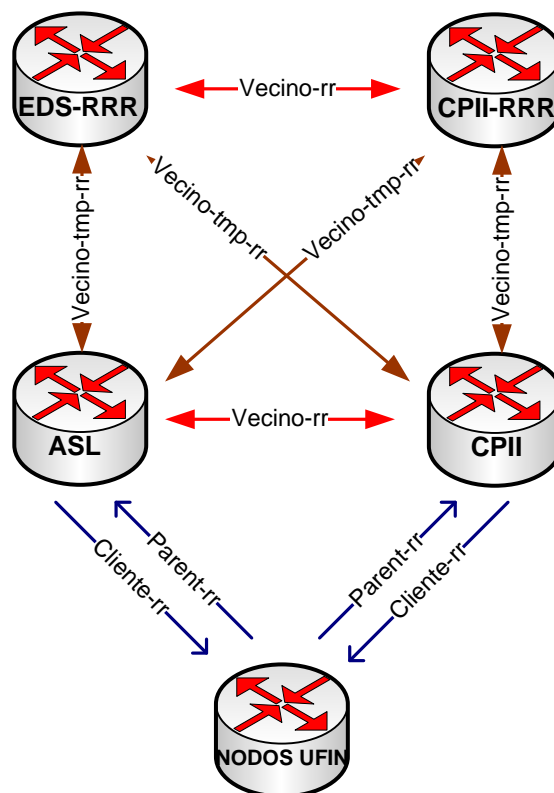 EDS-RRR
CPII-RRR
Vecino-rr
Vecino-tmp-rr
Vecino-tmp-rr
Vecino-tmp-rr
Vecino-tmp-rr
ASL
Vecino-rr
CPII
Cliente-rr
Parent-rr
Parent-rr
Cliente-rr
NODOS UFIN